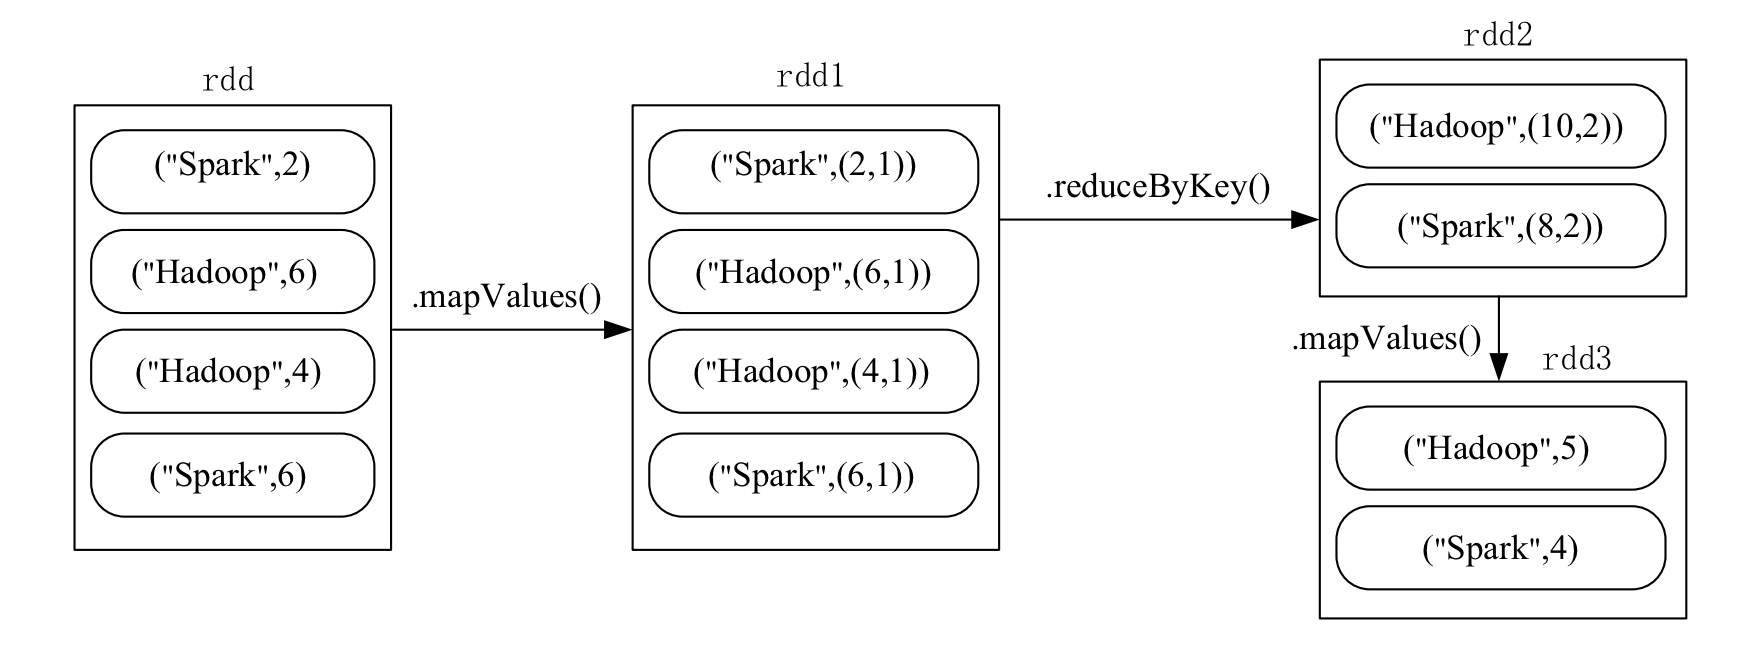 rdd
("Spark",2)
("Hadoop",6)
("Hadoop",4)
("Spark",6)
.mapValues()
rdd1
("Spark",(2,1))
("Hadoop",(6,1))
("Hadoop",(4,1))
("Spark",(6,1))
.reduceByKey()
rdd2
("Hadoop",(10,2))
("Spark",(8,2))
.mapValues()
rdd3
("Hadoop",5)
("Spark",4)